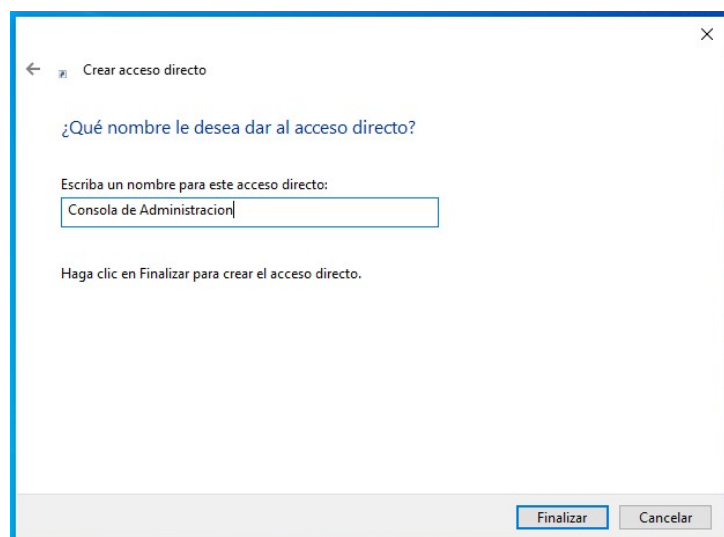 Crear acceso directo
¿Qué nombre le desea dar al acceso directo?
Escriba un nombre para este acceso directo:
Consola de Administracion
Haga clic en Finalizar para crear el acceso directo.
Finalizar Cancelar